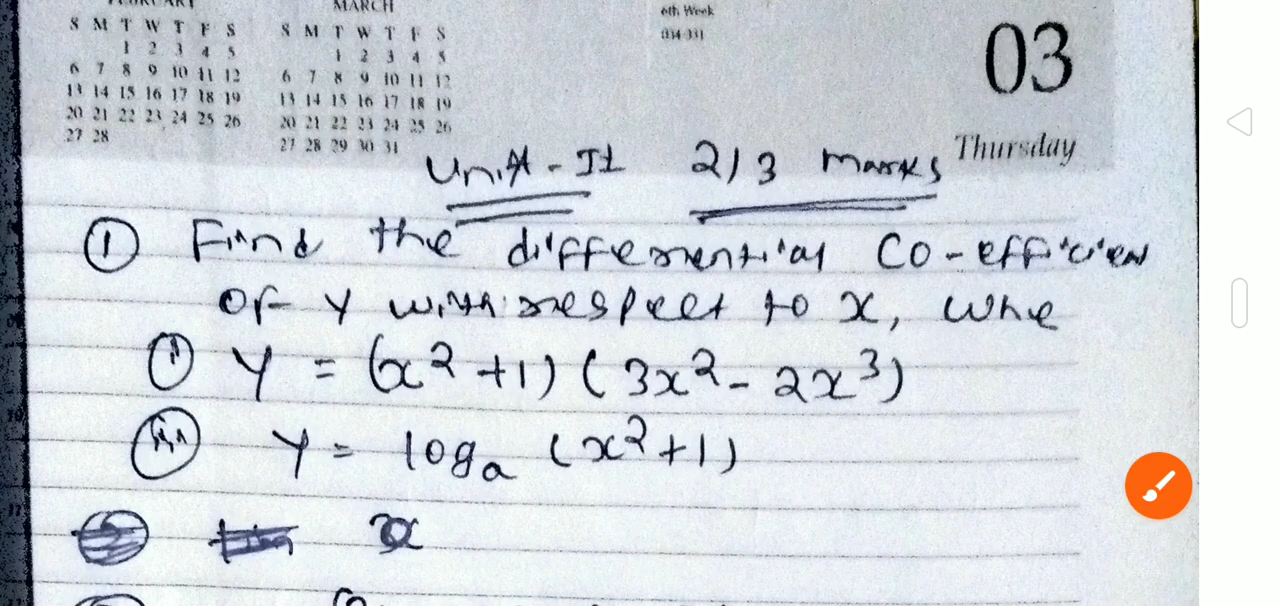 FEBRUARY
S M T W T F S
1 2 3 4 5
6 7 8 9 10 11 12
13 14 15 16 17 18 19
20 21 22 23 24 25 26
27 28
MARCH
S M T W T F S
1 2 3 4 5
6 7 8 9 10 11 12
13 14 15 16 17 18 19
20 21 22 23 24 25 26
27 28 29 30 31
6th Week
034-331
03
Thursday
Unit-II 2/3 marks
① Find the differential Co-efficien
of y with respect to x, Whe
(i) y = (x²+1) (3x²-2x³)
y = logₐ (x²+1)
x